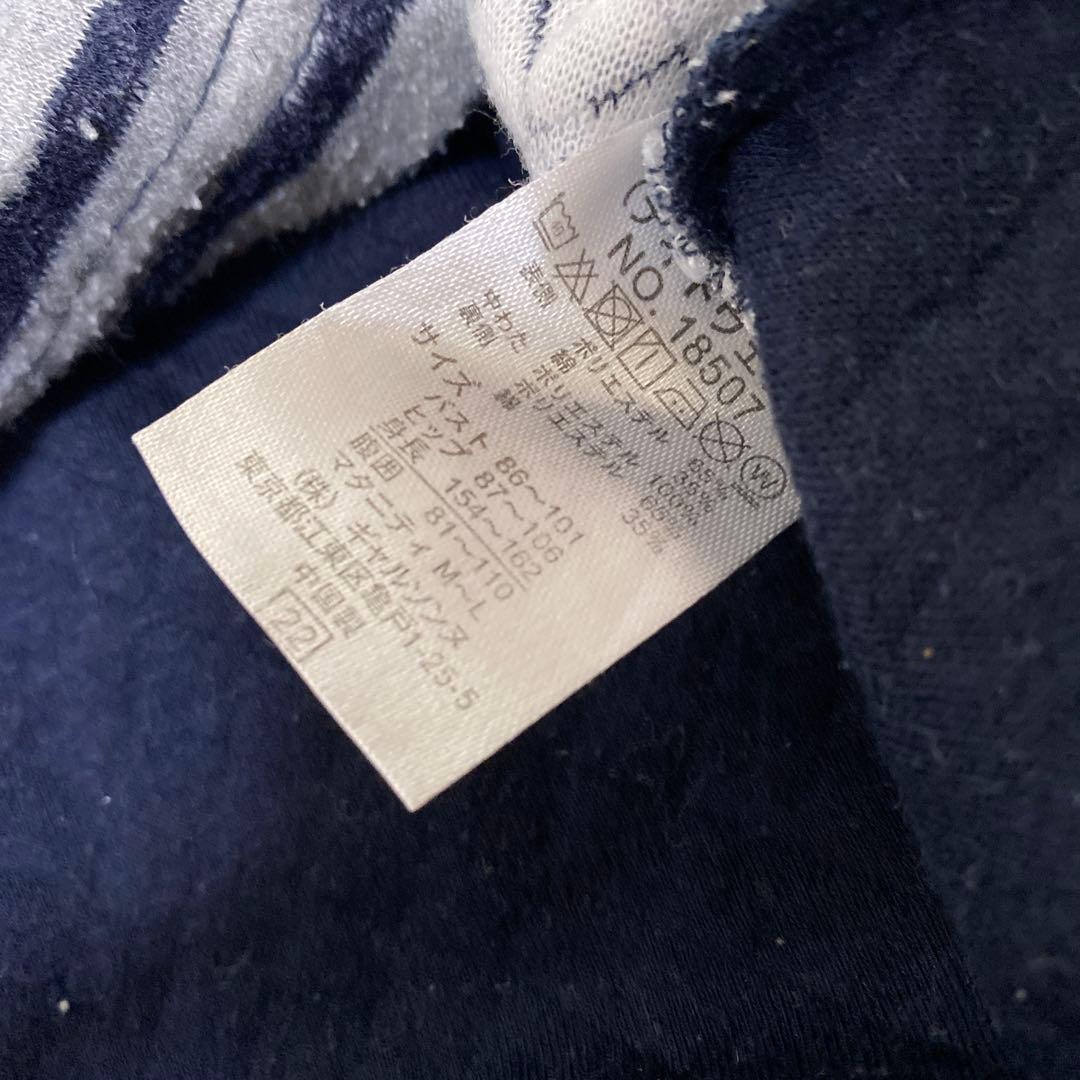 NO. 18507
表側 ポリエステル 65%
綿 35%
中わた ポリエステル 100%
裏側 ポリエステル 65%
綿 35%
サイズ
バスト 86〜101
ヒップ 87〜106
身長 154〜162
腹囲 81〜110
マタニティ M〜L
(株) ギャルソンヌ
東京都江東区亀戸1-25-5
中国製
22